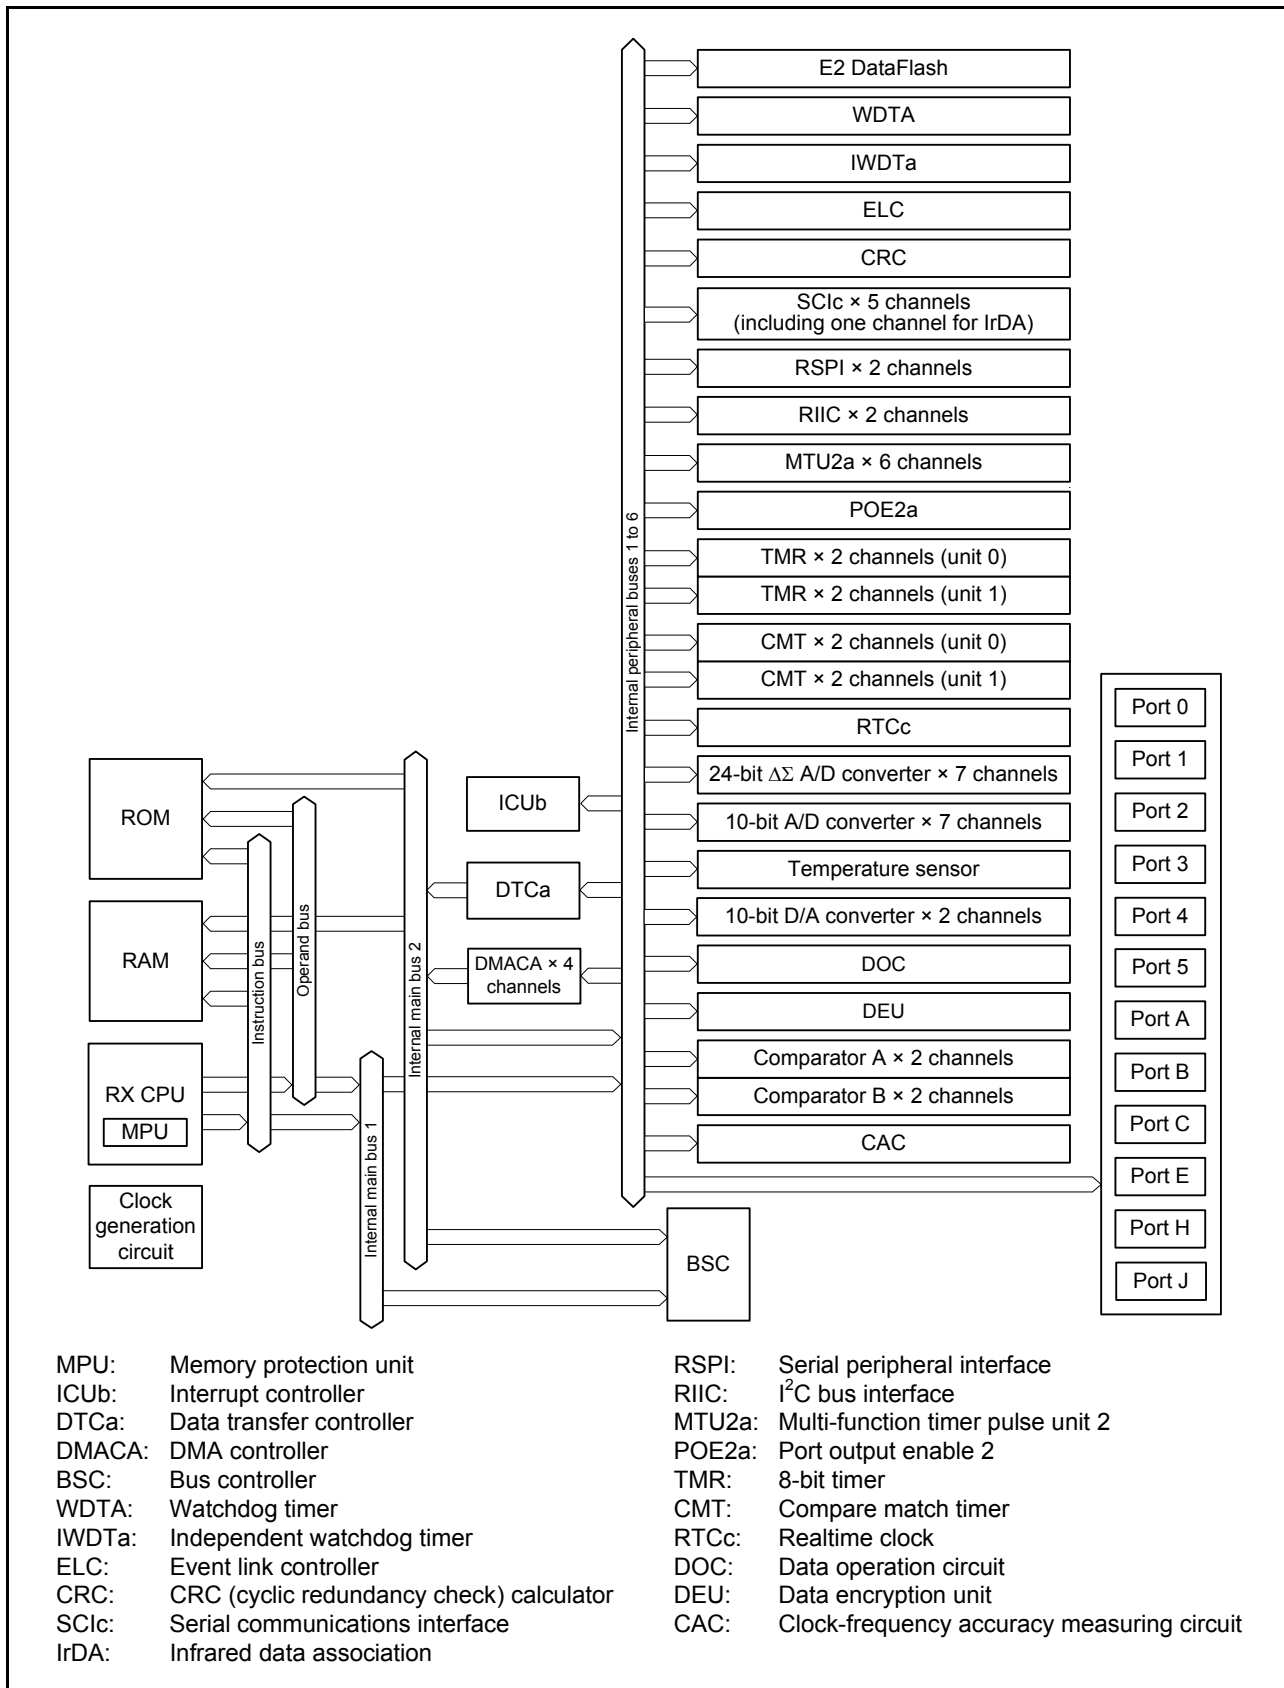 E2 DataFlash
WDTA
IWDTa
ELC
CRC
SCIc × 5 channels
(including one channel for IrDA)
RSPI × 2 channels
RIIC × 2 channels
MTU2a × 6 channels
POE2a
TMR × 2 channels (unit 0)
TMR × 2 channels (unit 1)
CMT × 2 channels (unit 0)
CMT × 2 channels (unit 1)
RTCc
24-bit ΔΣ A/D converter × 7 channels
10-bit A/D converter × 7 channels
Temperature sensor
10-bit D/A converter × 2 channels
DOC
DEU
Comparator A × 2 channels
Comparator B × 2 channels
CAC
Internal peripheral buses 1 to 6
Port 0
Port 1
Port 2
Port 3
Port 4
Port 5
Port A
Port B
Port C
Port E
Port H
Port J
ROM
RAM
RX CPU
MPU
Clock
generation
circuit
Instruction bus
Operand bus
Internal main bus 1
Internal main bus 2
ICUb
DTCa
DMACA × 4
channels
BSC
MPU: Memory protection unit
ICUb: Interrupt controller
DTCa: Data transfer controller
DMACA: DMA controller
BSC: Bus controller
WDTA: Watchdog timer
IWDTa: Independent watchdog timer
ELC: Event link controller
CRC: CRC (cyclic redundancy check) calculator
SCIc: Serial communications interface
IrDA: Infrared data association
RSPI: Serial peripheral interface
RIIC: I²C bus interface
MTU2a: Multi-function timer pulse unit 2
POE2a: Port output enable 2
TMR: 8-bit timer
CMT: Compare match timer
RTCc: Realtime clock
DOC: Data operation circuit
DEU: Data encryption unit
CAC: Clock-frequency accuracy measuring circuit